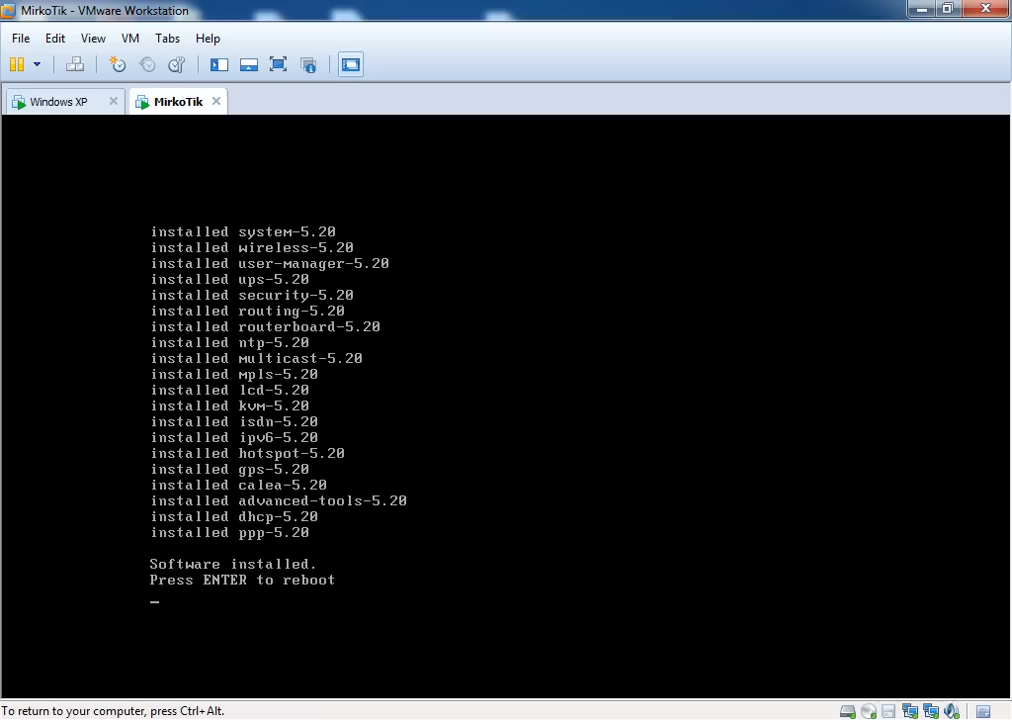 MirkoTik - VMware Workstation
File Edit View VM Tabs Help
Windows XP MirkoTik
installed system-5.20
installed wireless-5.20
installed user-manager-5.20
installed ups-5.20
installed security-5.20
installed routing-5.20
installed routerboard-5.20
installed ntp-5.20
installed multicast-5.20
installed mpls-5.20
installed lcd-5.20
installed kvm-5.20
installed isdn-5.20
installed ipv6-5.20
installed hotspot-5.20
installed gps-5.20
installed calea-5.20
installed advanced-tools-5.20
installed dhcp-5.20
installed ppp-5.20
Software installed.
Press ENTER to reboot
_
To return to your computer, press Ctrl+Alt.